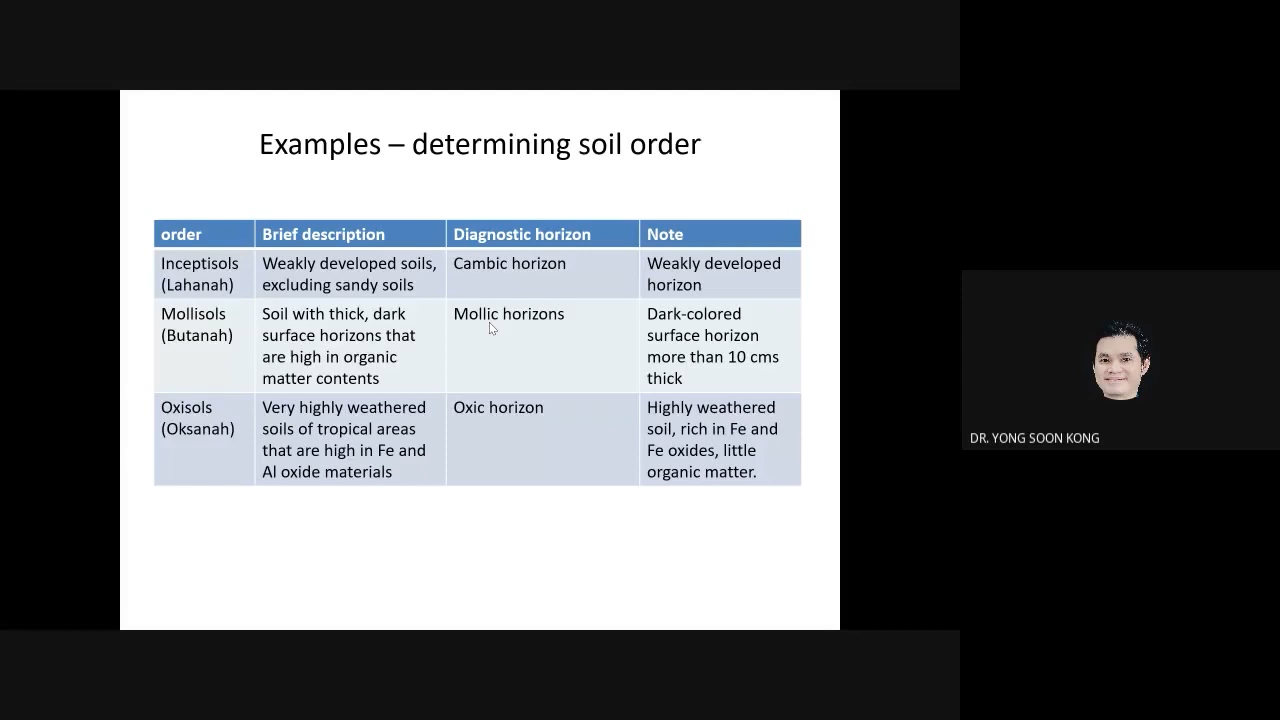 Examples – determining soil order
order Brief description Diagnostic horizon Note
Inceptisols Weakly developed soils, Cambic horizon Weakly developed
(Lahanah) excluding sandy soils horizon
Mollisols Soil with thick, dark Mollic horizons Dark-colored
(Butanah) surface horizons that surface horizon
are high in organic more than 10 cms
matter contents thick
Oxisols Very highly weathered Oxic horizon Highly weathered
(Oksanah) soils of tropical areas soil, rich in Fe and
that are high in Fe and Fe oxides, little
Al oxide materials organic matter.
DR. YONG SOON KONG